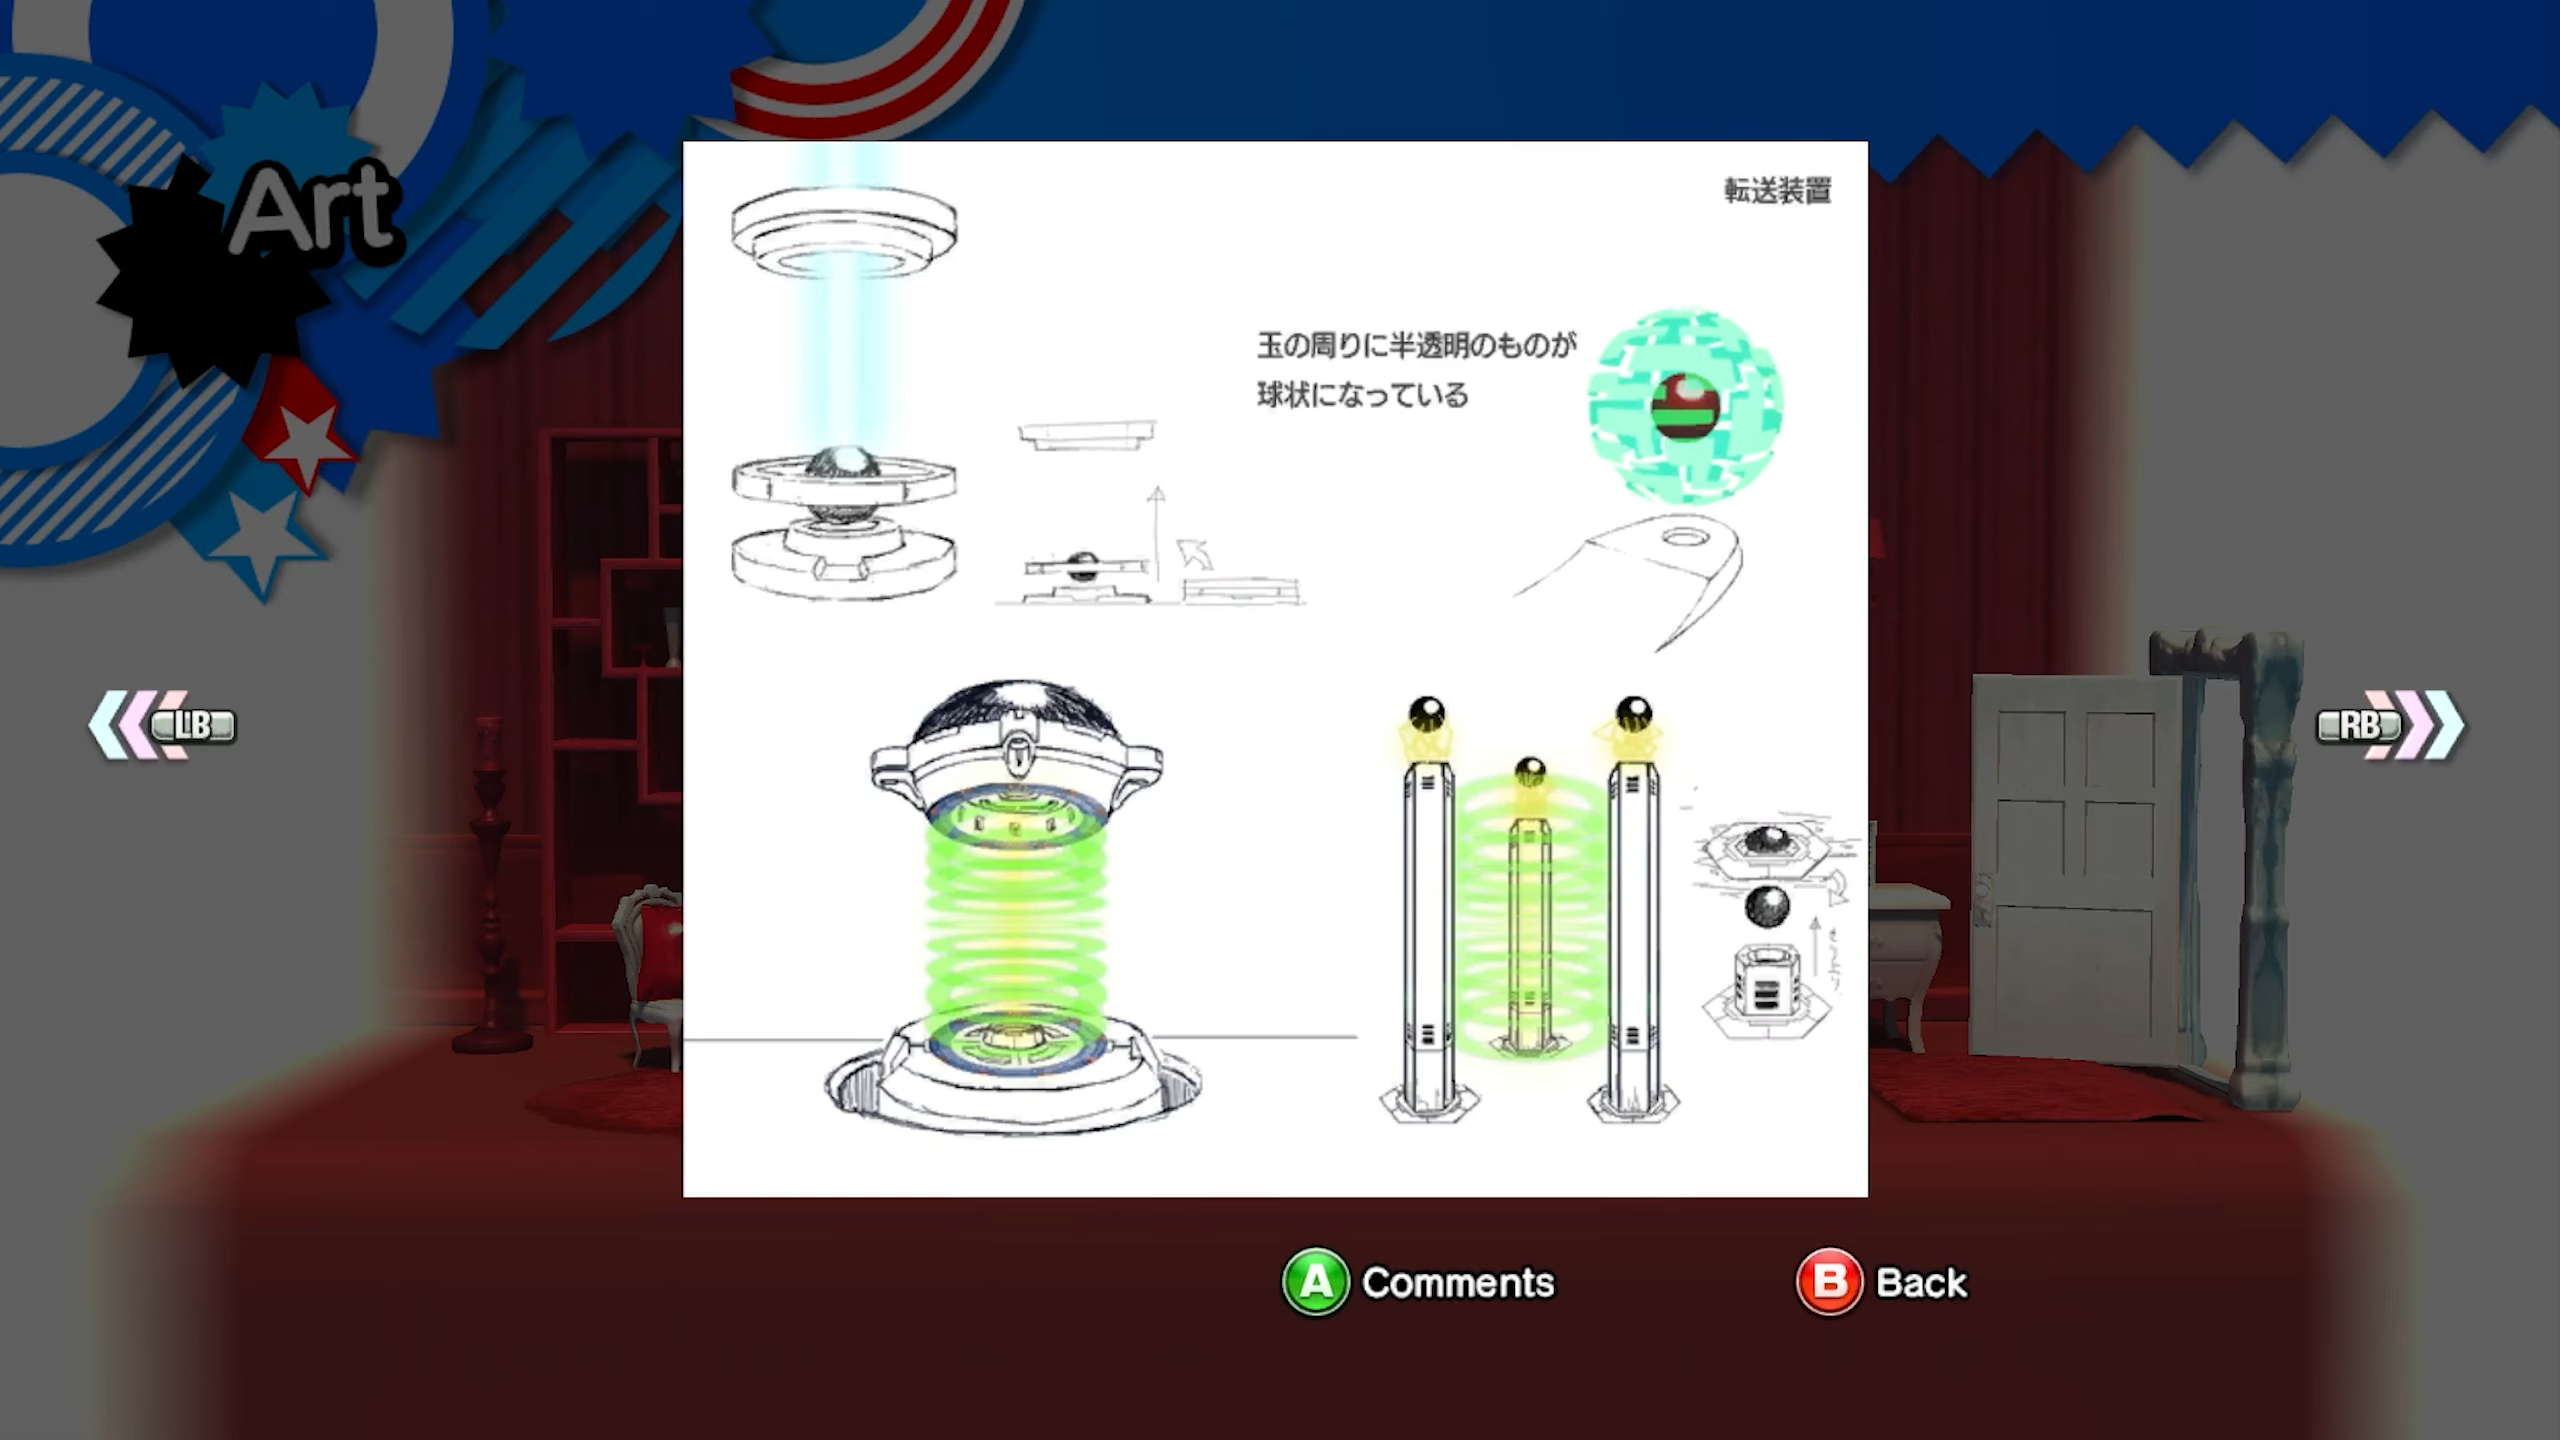 Art
転送装置
玉の周りに半透明のものが
球状になっている
LB
RB
A Comments
B Back